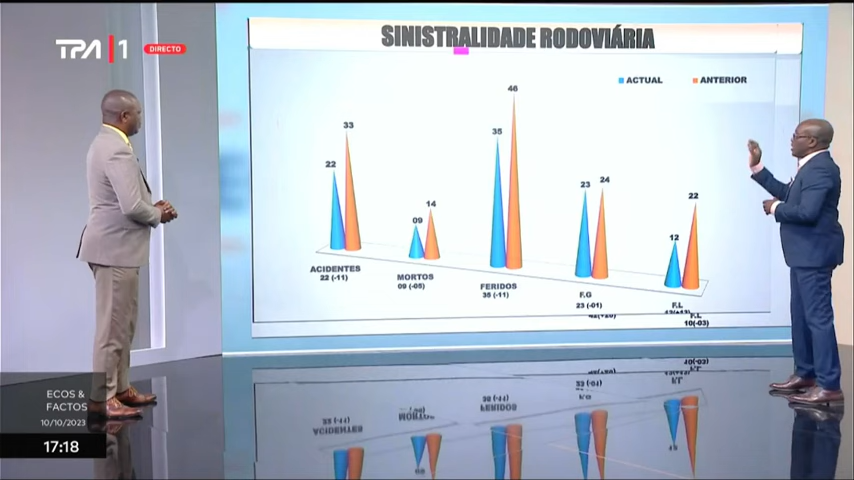 TPA 1
DIRECTO
SINISTRALIDADE RODOVIÁRIA
ACTUAL
ANTERIOR
22
33
09
14
35
46
23
24
12
22
ACIDENTES
22 (-11)
MORTOS
09 (-05)
FERIDOS
35 (-11)
F.G
23 (-01)
F.L
F.L
10(-03)
ECOS &
FACTOS
10/10/2023
17:18